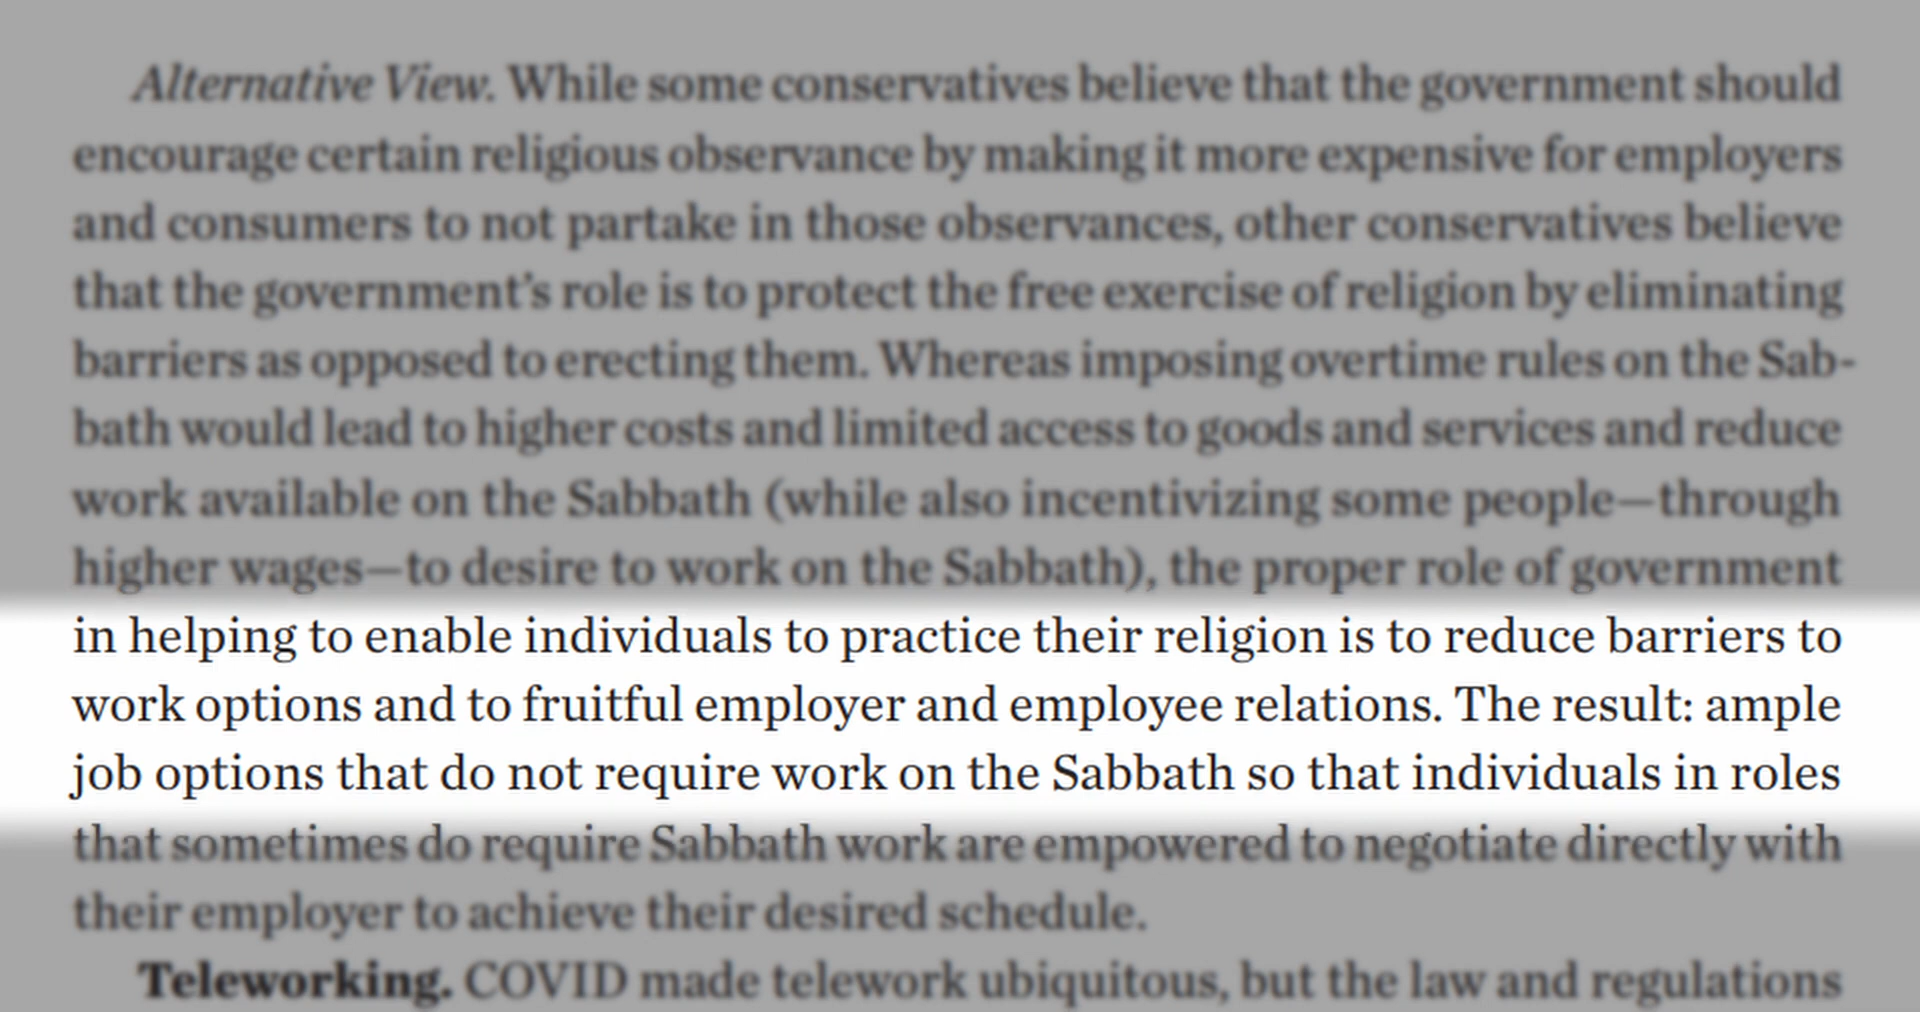 Alternative View. While some conservatives believe that the government should
encourage certain religious observance by making it more expensive for employers
and consumers to not partake in those observances, other conservatives believe
that the government’s role is to protect the free exercise of religion by eliminating
barriers as opposed to erecting them. Whereas imposing overtime rules on the Sab-
bath would lead to higher costs and limited access to goods and services and reduce
work available on the Sabbath (while also incentivizing some people—through
higher wages—to desire to work on the Sabbath), the proper role of government
in helping to enable individuals to practice their religion is to reduce barriers to
work options and to fruitful employer and employee relations. The result: ample
job options that do not require work on the Sabbath so that individuals in roles
that sometimes do require Sabbath work are empowered to negotiate directly with
their employer to achieve their desired schedule.
Teleworking. COVID made telework ubiquitous, but the law and regulations